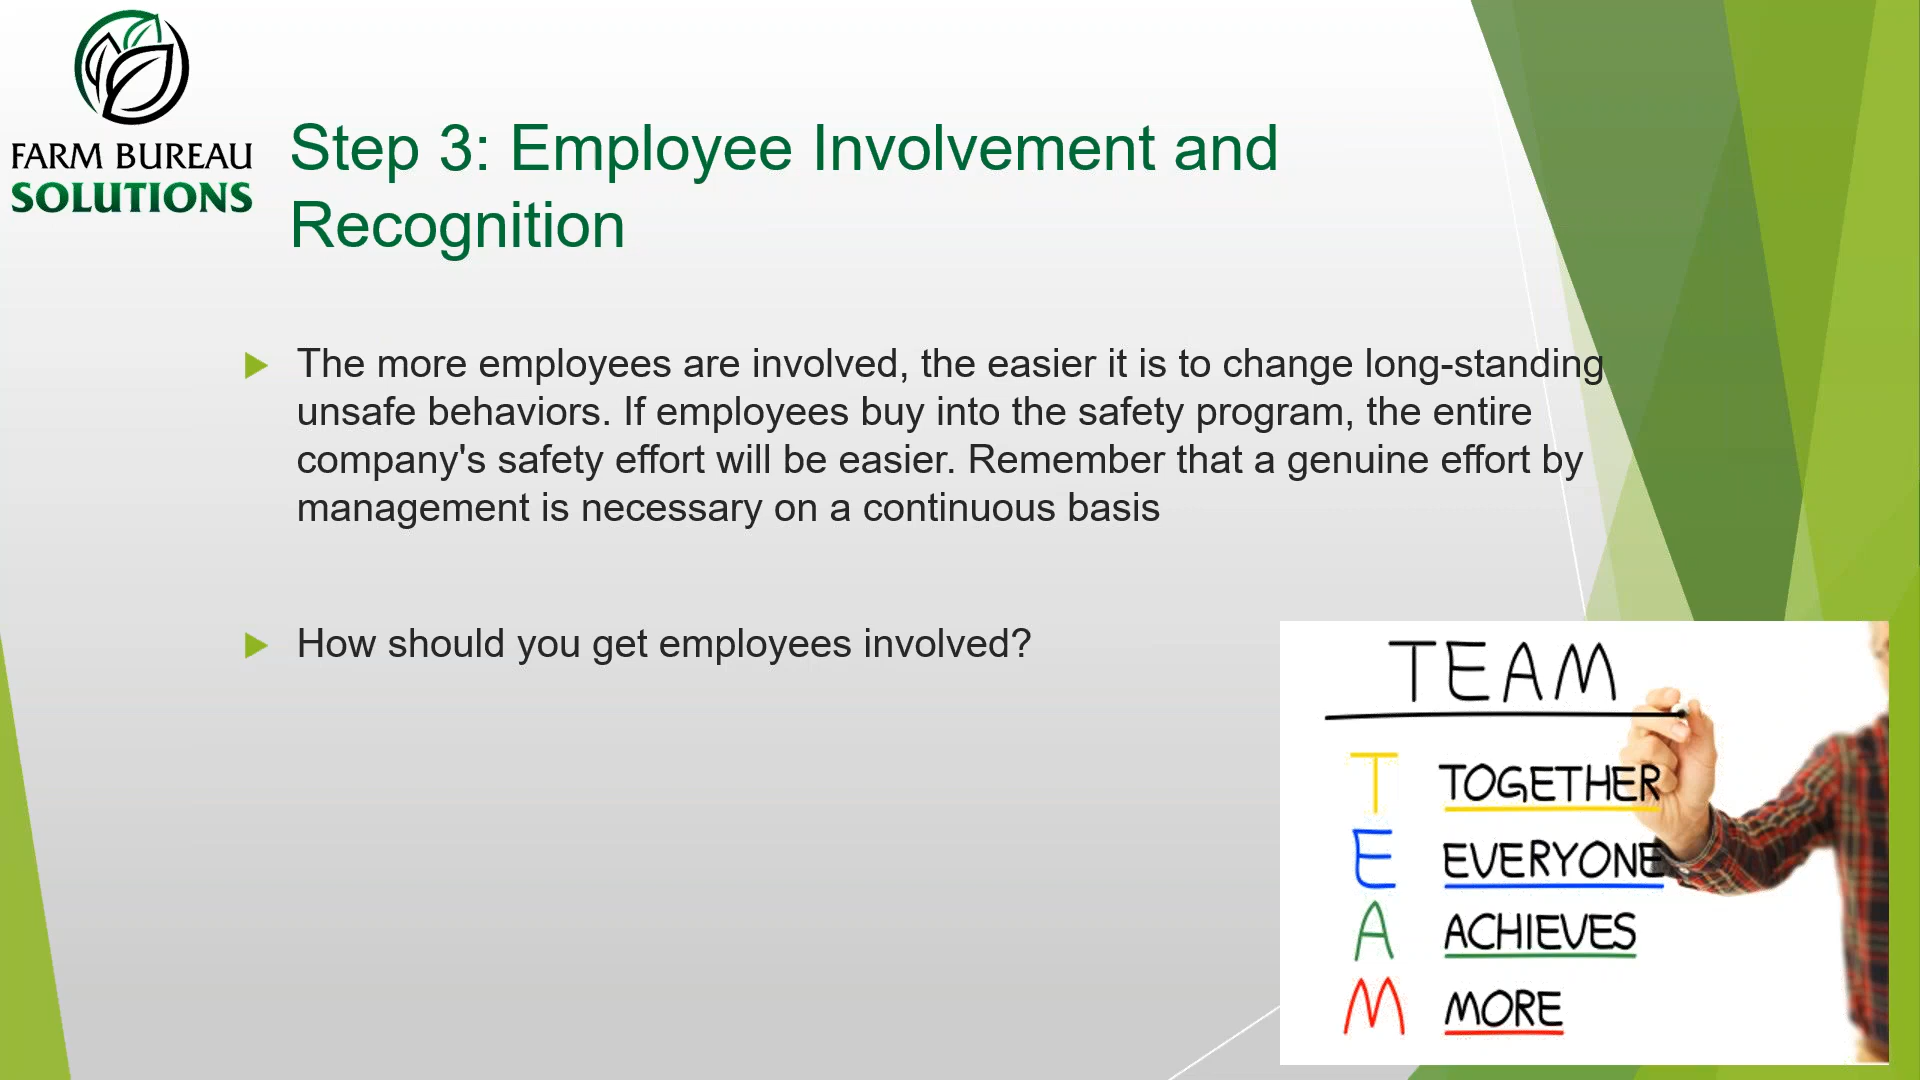 FARM BUREAU
SOLUTIONS
Step 3: Employee Involvement and
Recognition
The more employees are involved, the easier it is to change long-standing
unsafe behaviors. If employees buy into the safety program, the entire
company's safety effort will be easier. Remember that a genuine effort by
management is necessary on a continuous basis
How should you get employees involved?
TEAM
T TOGETHER
E EVERYONE
A ACHIEVES
M MORE